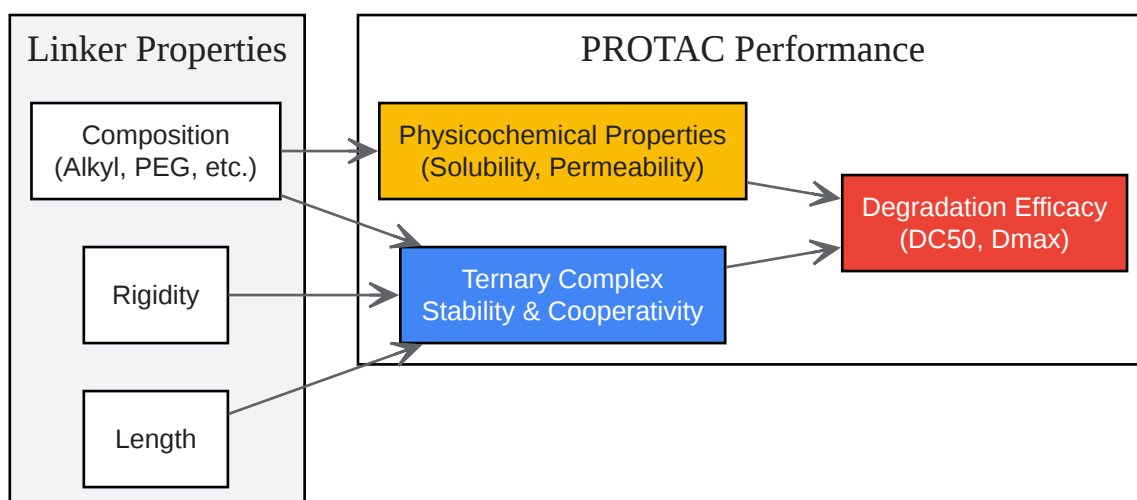 Linker Properties
PROTAC Performance
Composition
(Alkyl, PEG, etc.)
Physicochemical Properties
(Solubility, Permeability)
Degradation Efficacy
(DC50, Dmax)
Rigidity
Ternary Complex
Stability & Cooperativity
Length